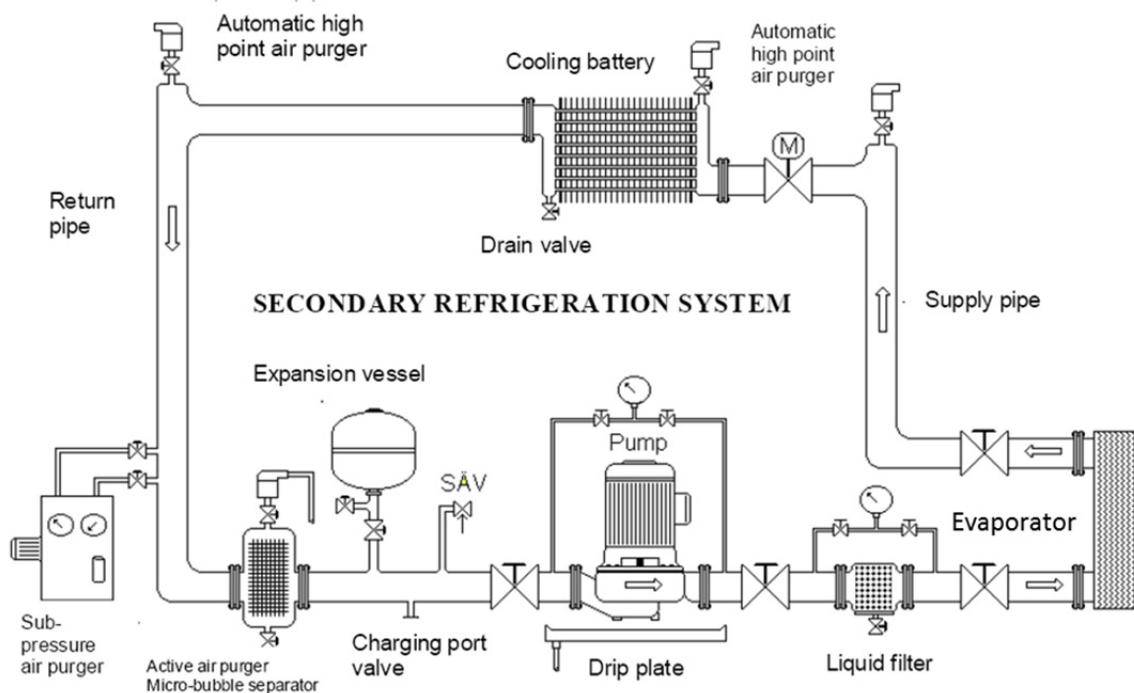 Automatic high
point air purger
Cooling battery
Automatic
high point
air purger
M
Return
pipe
Drain valve
SECONDARY REFRIGERATION SYSTEM
Supply pipe
Expansion vessel
Pump
SÄV
Evaporator
Sub-
pressure
air purger
Active air purger
Micro-bubble separator
Charging port
valve
Drip plate
Liquid filter